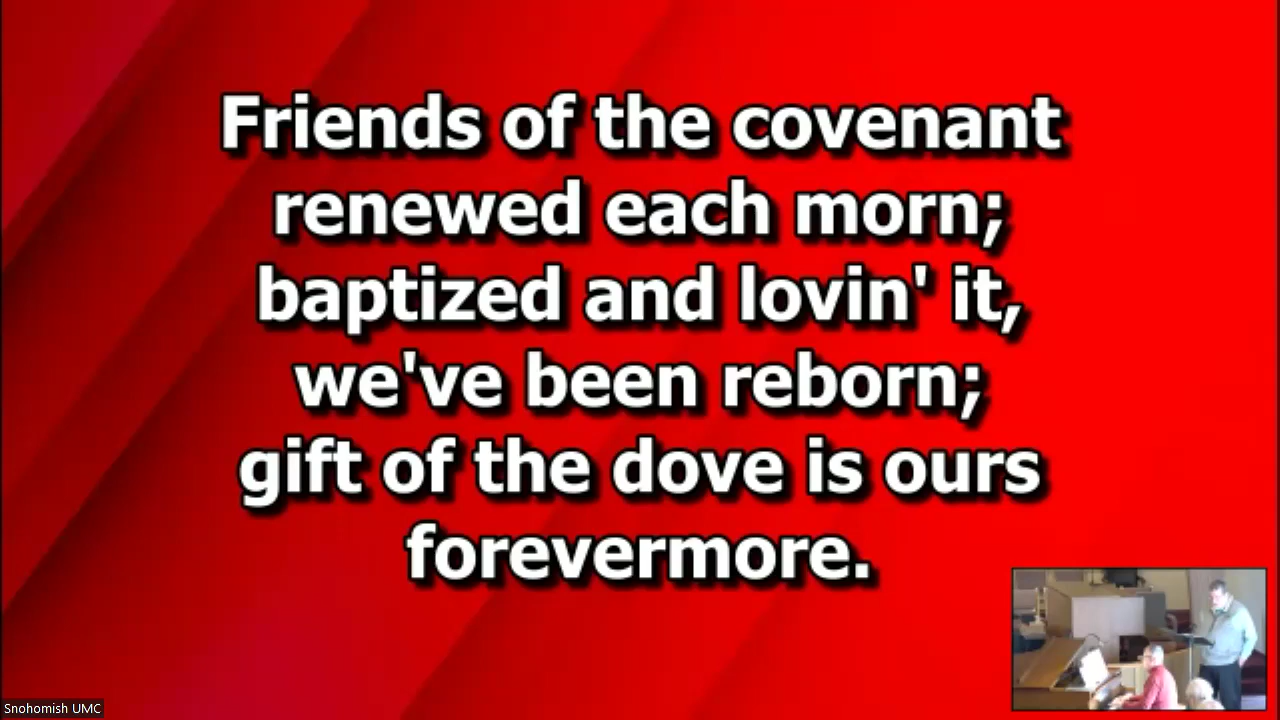 Friends of the covenant
renewed each morn;
baptized and lovin' it,
we've been reborn;
gift of the dove is ours
forevermore.
Snohomish UMC